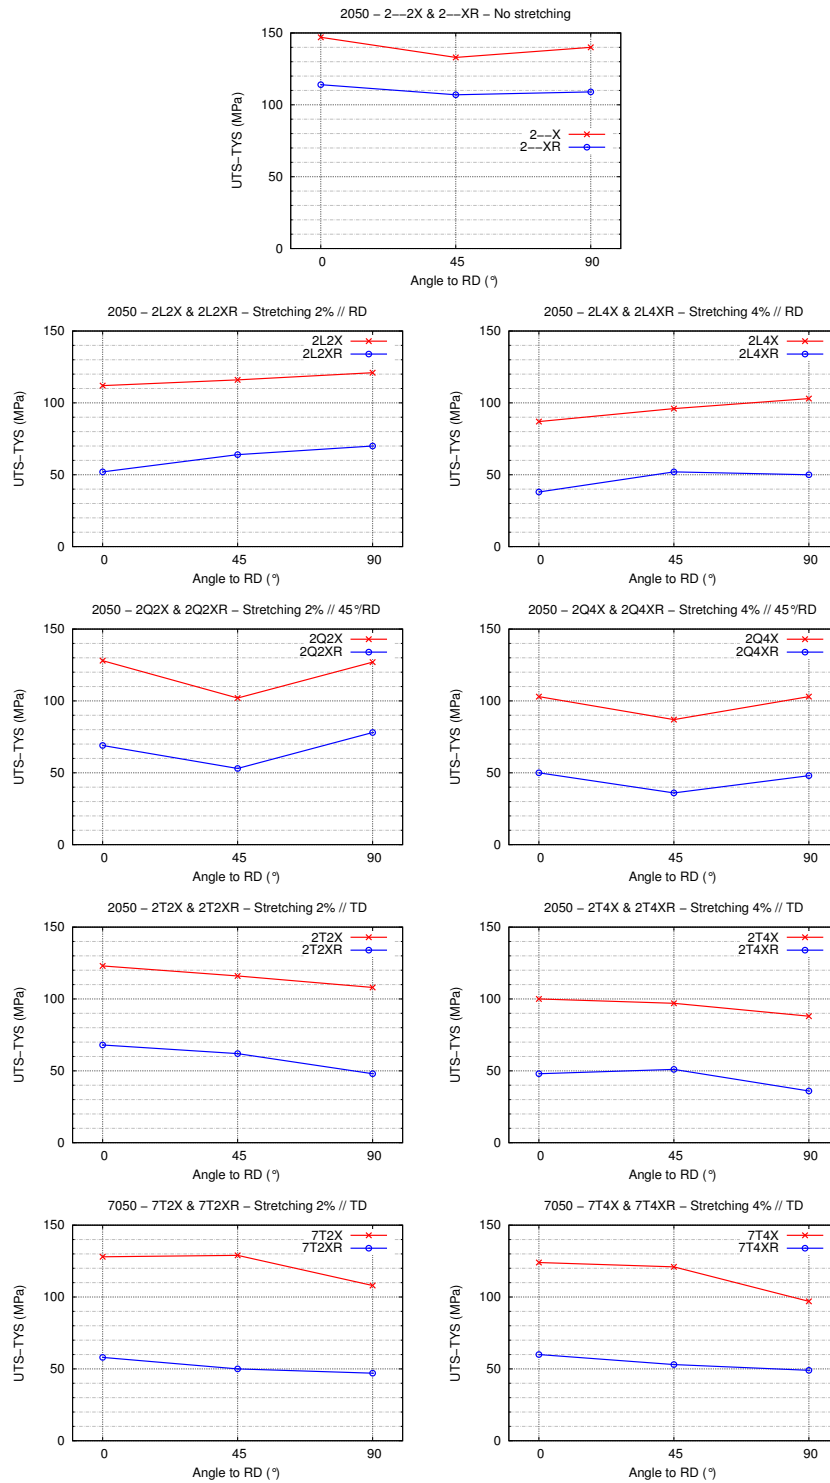 2050 − 2−−2X & 2−−XR − No stretching
150
100
50
0
UTS−TYS (MPa)
2−−X
2−−XR
0 45 90
Angle to RD (°)
2050 − 2L2X & 2L2XR − Stretching 2% // RD
150
100
50
0
UTS−TYS (MPa)
2L2X
2L2XR
0 45 90
Angle to RD (°)
2050 − 2L4X & 2L4XR − Stretching 4% // RD
150
100
50
0
UTS−TYS (MPa)
2L4X
2L4XR
0 45 90
Angle to RD (°)
2050 − 2Q2X & 2Q2XR − Stretching 2% // 45°/RD
150
100
50
0
UTS−TYS (MPa)
2Q2X
2Q2XR
0 45 90
Angle to RD (°)
2050 − 2Q4X & 2Q4XR − Stretching 4% // 45°/RD
150
100
50
0
UTS−TYS (MPa)
2Q4X
2Q4XR
0 45 90
Angle to RD (°)
2050 − 2T2X & 2T2XR − Stretching 2% // TD
150
100
50
0
UTS−TYS (MPa)
2T2X
2T2XR
0 45 90
Angle to RD (°)
2050 − 2T4X & 2T4XR − Stretching 4% // TD
150
100
50
0
UTS−TYS (MPa)
2T4X
2T4XR
0 45 90
Angle to RD (°)
7050 − 7T2X & 7T2XR − Stretching 2% // TD
150
100
50
0
UTS−TYS (MPa)
7T2X
7T2XR
0 45 90
Angle to RD (°)
7050 − 7T4X & 7T4XR − Stretching 4% // TD
150
100
50
0
UTS−TYS (MPa)
7T4X
7T4XR
0 45 90
Angle to RD (°)